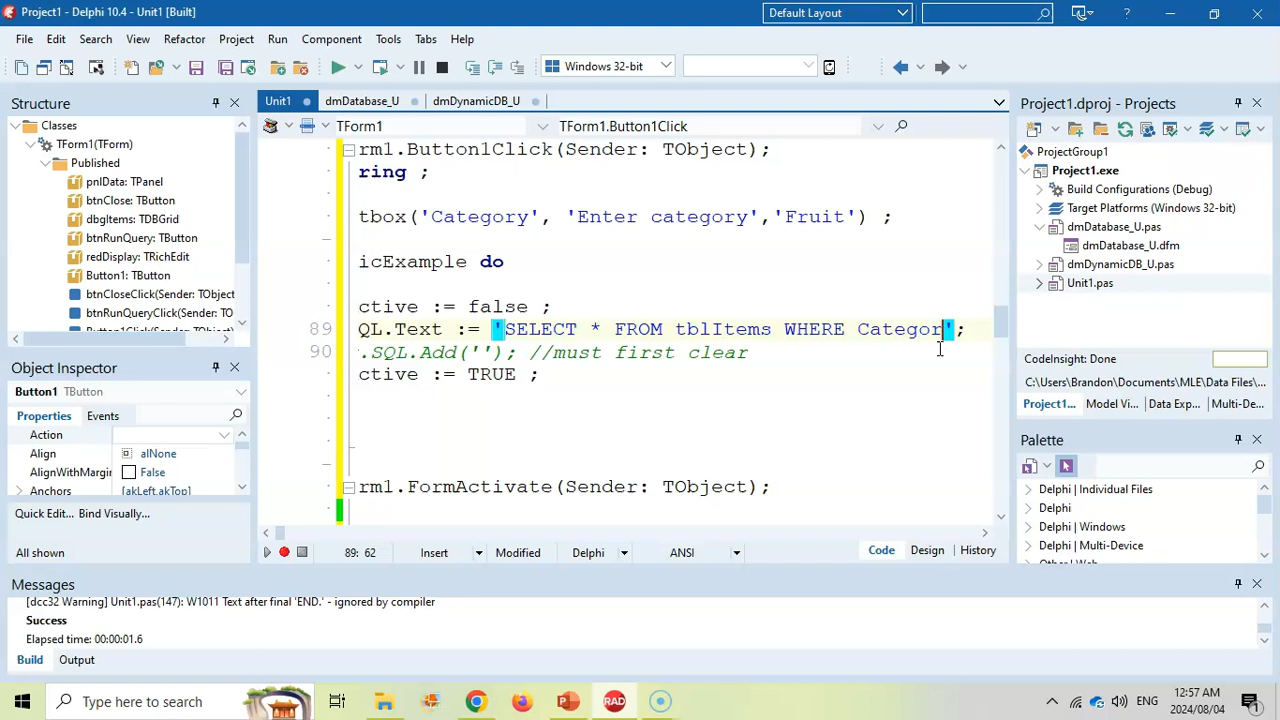 Project1 - Delphi 10.4 - Unit1 [Built]
Default Layout
File Edit Search View Refactor Project Run Component Tools Tabs Help
Windows 32-bit
Structure
Classes
TForm1(TForm)
Published
pnlData: TPanel
btnClose: TButton
dbgItems: TDBGrid
btnRunQuery: TButton
redDisplay: TRichEdit
Button1: TButton
btnCloseClick(Sender: TObject)
btnRunQueryClick(Sender: TO
Object Inspector
Button1 TButton
Properties Events
Action
Align alNone
AlignWithMargin False
Anchors [akLeft.akTop]
Quick Edit... Bind Visually...
All shown
Unit1 dmDatabase_U dmDynamicDB_U
TForm1 TForm1.Button1Click
rm1.Button1Click(Sender: TObject);
ring ;
tbox('Category', 'Enter category','Fruit') ;
icExample do
ctive := false ;
89 QL.Text := 'SELECT * FROM tblItems WHERE Categor';
90 .SQL.Add(''); //must first clear
ctive := TRUE ;
rm1.FormActivate(Sender: TObject);
89: 62 Insert Modified Delphi ANSI Code Design History
Project1.dproj - Projects
ProjectGroup1
Project1.exe
Build Configurations (Debug)
Target Platforms (Windows 32-bit)
dmDatabase_U.pas
dmDatabase_U.dfm
dmDynamicDB_U.pas
Unit1.pas
CodeInsight: Done
C:\Users\Brandon\Documents\MLE\Data Files\...
Project1... Model Vi... Data Exp... Multi-De...
Palette
Delphi | Individual Files
Delphi
Delphi | Windows
Delphi | Multi-Device
Other | Web
Messages
[dcc32 Warning] Unit1.pas(147): W1011 Text after final 'END.' - ignored by compiler
Success
Elapsed time: 00:00:01.6
Build Output
Type here to search
RAD
ENG
12:57 AM
2024/08/04
1